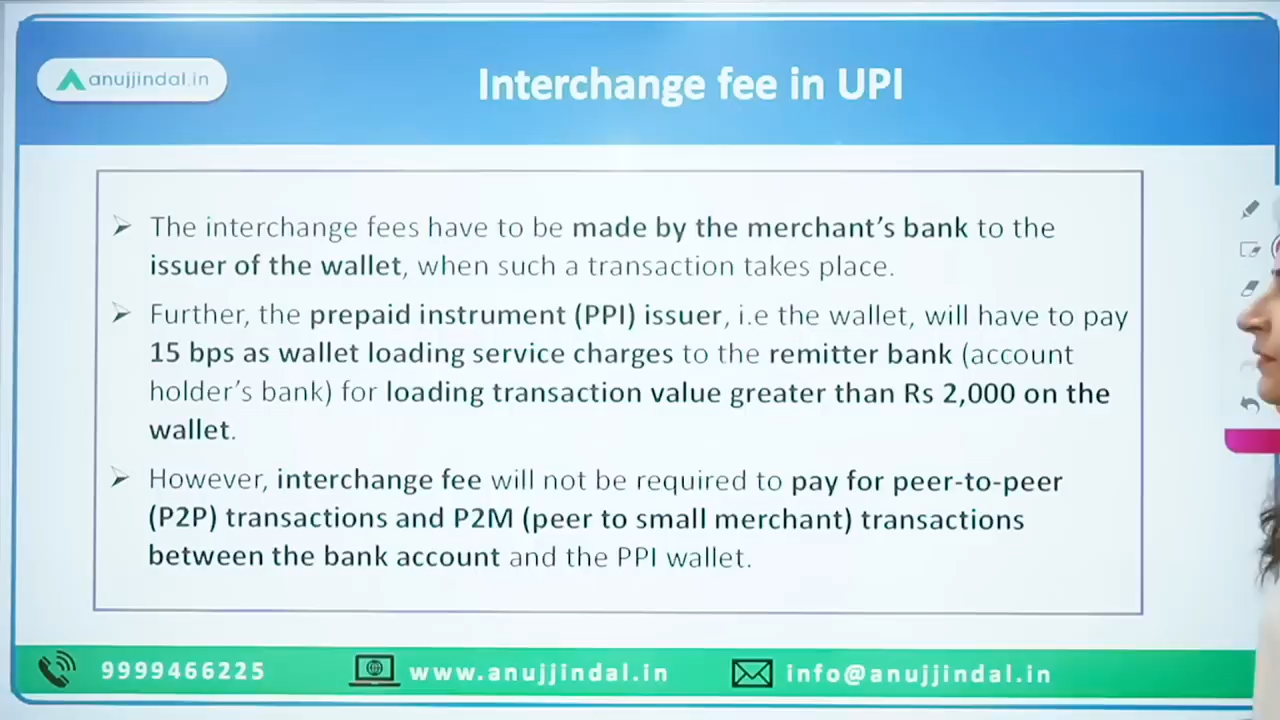 anujjindal.in
Interchange fee in UPI
➢ The interchange fees have to be made by the merchant's bank to the
issuer of the wallet, when such a transaction takes place.
➢ Further, the prepaid instrument (PPI) issuer, i.e the wallet, will have to pay
15 bps as wallet loading service charges to the remitter bank (account
holder's bank) for loading transaction value greater than Rs 2,000 on the
wallet.
➢ However, interchange fee will not be required to pay for peer-to-peer
(P2P) transactions and P2M (peer to small merchant) transactions
between the bank account and the PPI wallet.
9999466225 www.anujjindal.in info@anujjindal.in